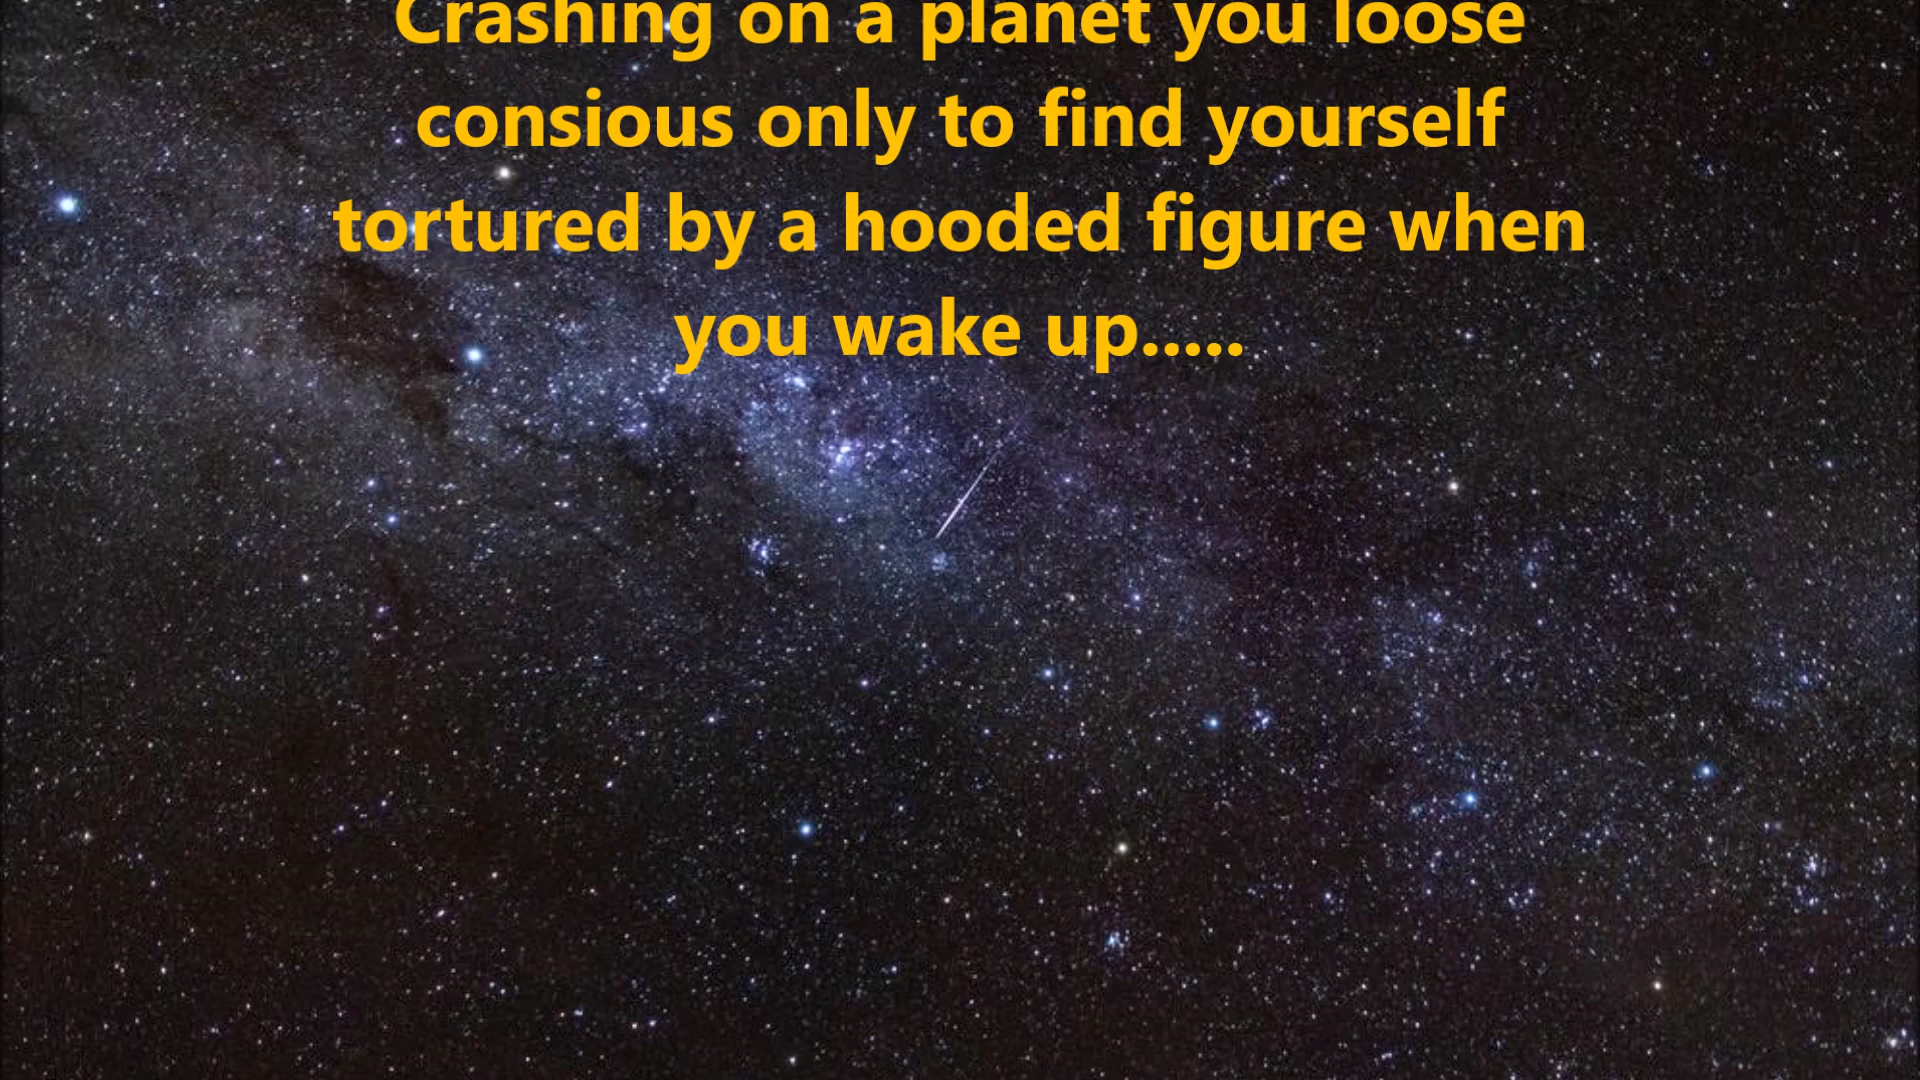 Crashing on a planet you loose
consious only to find yourself
tortured by a hooded figure when
you wake up.....